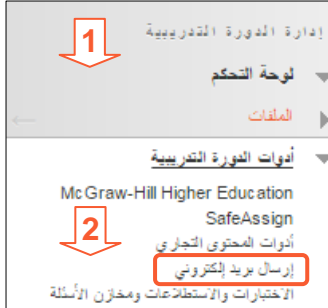 إدارة الدورة التدريبية
1
لوحة التحكم
الملفات
أدوات الدورة التدريبية
McGraw-Hill Higher Education
SafeAssign
2
أدوات المحتوى التجاري
إرسال بريد إلكتروني
الاختبارات والاستطلاعات ومخازن الأسئلة